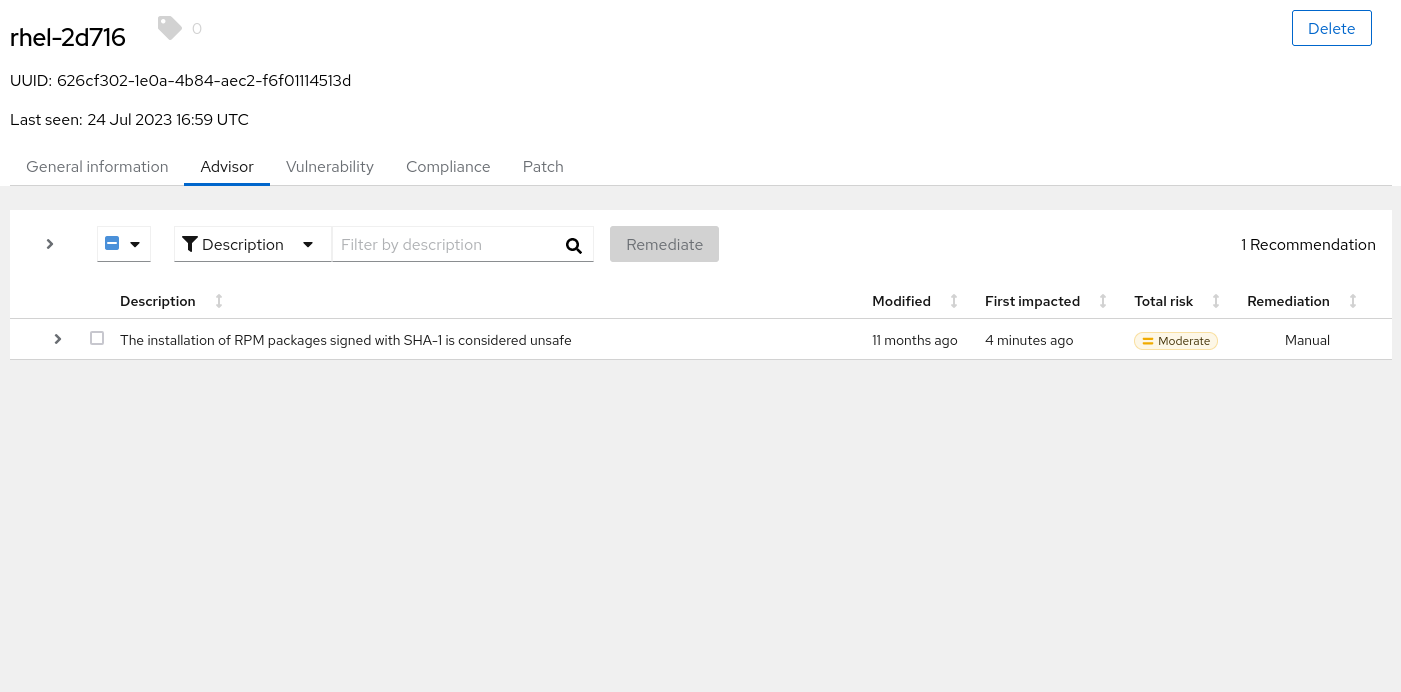 rhel-2d716
0
Delete
UUID: 626cf302-1e0a-4b84-aec2-f6f01114513d
Last seen: 24 Jul 2023 16:59 UTC
General information Advisor Vulnerability Compliance Patch
Description Filter by description Remediate 1 Recommendation
Description Modified First impacted Total risk Remediation
The installation of RPM packages signed with SHA-1 is considered unsafe 11 months ago 4 minutes ago Moderate Manual